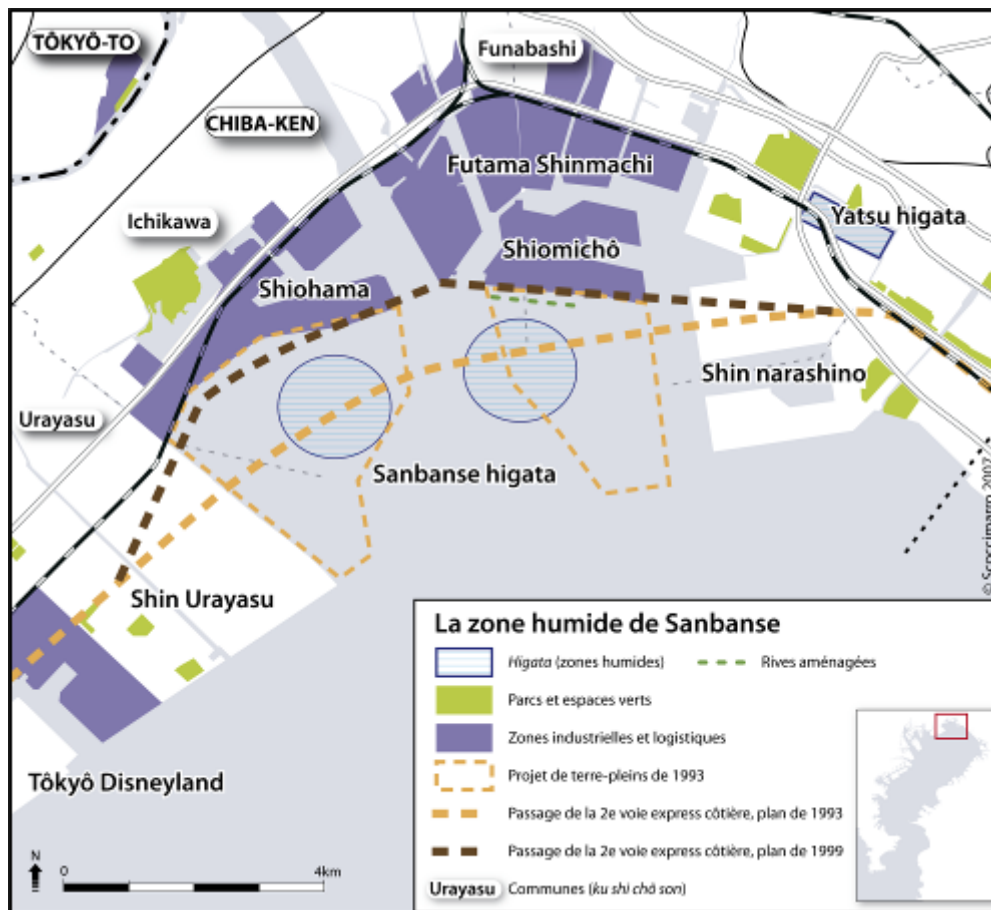 TÔKYÔ-TO
Funabashi
CHIBA-KEN
Futama Shinmachi
Ichikawa
Yatsu higata
Shiomichô
Shiohama
Shin narashino
Urayasu
Sanbanse higata
Shin Urayasu
Tôkyô Disneyland
© Scoccimarro 2007
N
0
4km
La zone humide de Sanbanse
Higata (zones humides)
Rives aménagées
Parcs et espaces verts
Zones industrielles et logistiques
Projet de terre-pleins de 1993
Passage de la 2e voie express côtière, plan de 1993
Passage de la 2e voie express côtière, plan de 1999
Urayasu Communes (ku shi chô son)